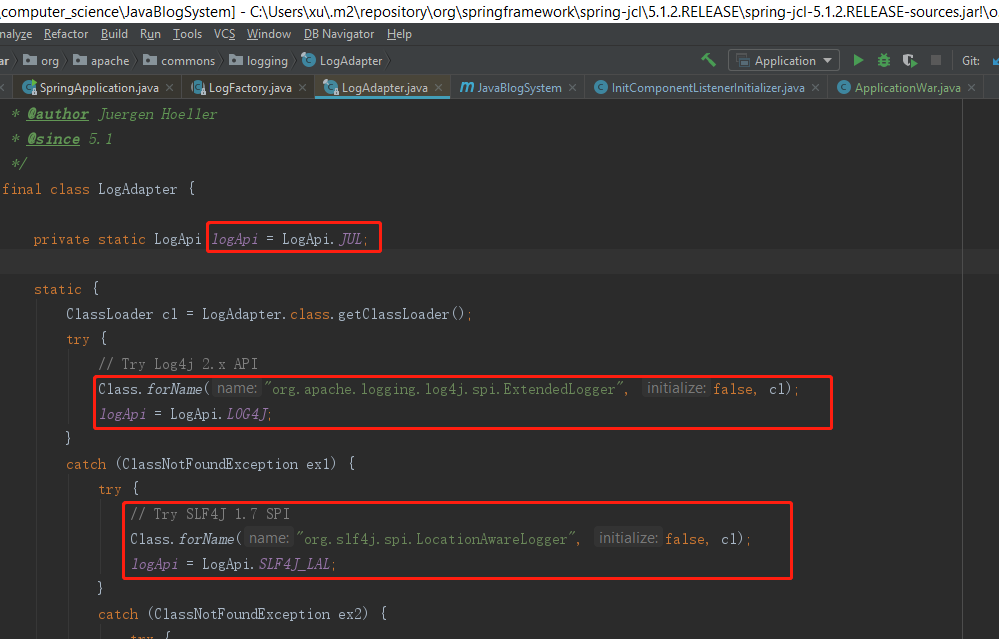 _computer_science\JavaBlogSystem] - C:\Users\xu\.m2\repository\org\springframework\spring-jcl\5.1.2.RELEASE\spring-jcl-5.1.2.RELEASE-sources.jar!\o
nalyze Refactor Build Run Tools VCS Window DB Navigator Help
ar org apache commons logging LogAdapter Application Git:
SpringApplication.java LogFactory.java LogAdapter.java m JavaBlogSystem InitComponentListenerInitializer.java ApplicationWar.java
* @author Juergen Hoeller
* @since 5.1
*/
final class LogAdapter {
private static LogApi logApi = LogApi.JUL;
static {
ClassLoader cl = LogAdapter.class.getClassLoader();
try {
// Try Log4j 2.x API
Class.forName( name: "org.apache.logging.log4j.spi.ExtendedLogger", initialize: false, cl);
logApi = LogApi.LOG4J;
}
catch (ClassNotFoundException ex1) {
try {
// Try SLF4J 1.7 SPI
Class.forName( name: "org.slf4j.spi.LocationAwareLogger", initialize: false, cl);
logApi = LogApi.SLF4J_LAL;
}
catch (ClassNotFoundException ex2) {
try {